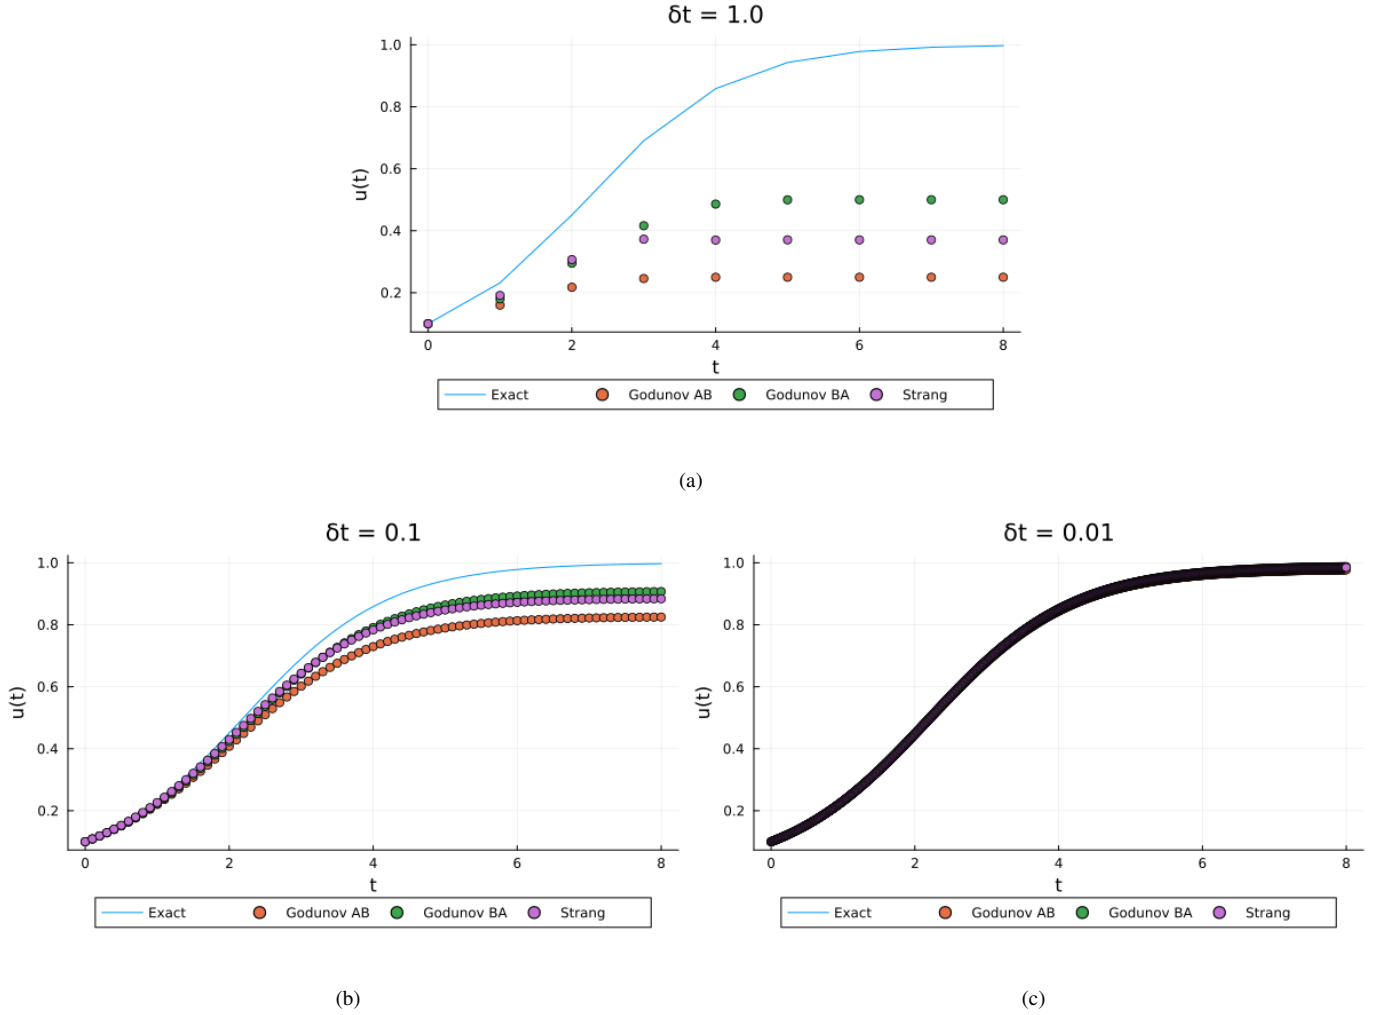 δt = 1.0
1.0
0.8
0.6
0.4
0.2
u(t)
0 2 4 6 8
t
Exact Godunov AB Godunov BA Strang
(a)
δt = 0.1
1.0
0.8
0.6
0.4
0.2
u(t)
0 2 4 6 8
t
Exact Godunov AB Godunov BA Strang
(b)
δt = 0.01
1.0
0.8
0.6
0.4
0.2
u(t)
0 2 4 6 8
t
Exact Godunov AB Godunov BA Strang
(c)